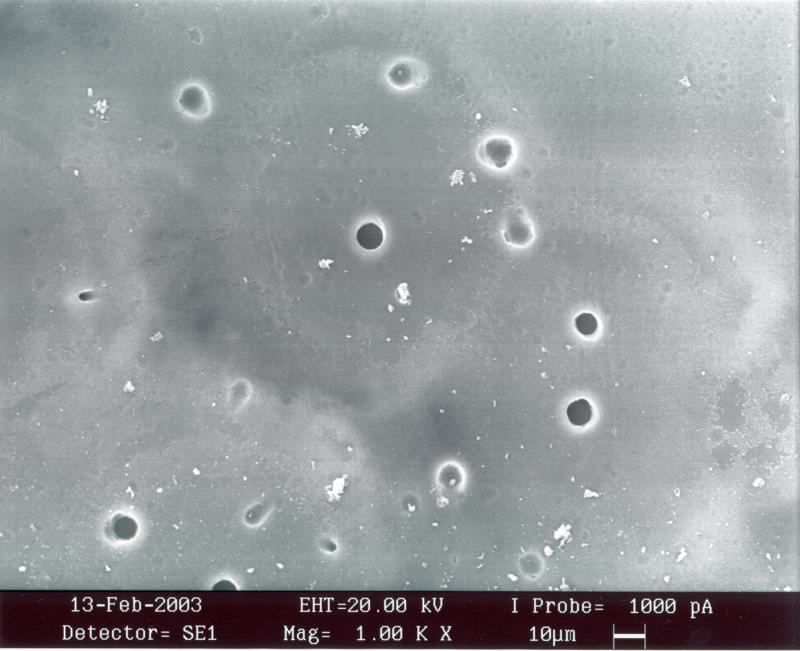 13-Feb-2003 EHT=20.00 kV I Probe= 1000 pA
Detector= SE1 Mag= 1.00 K X 10µm